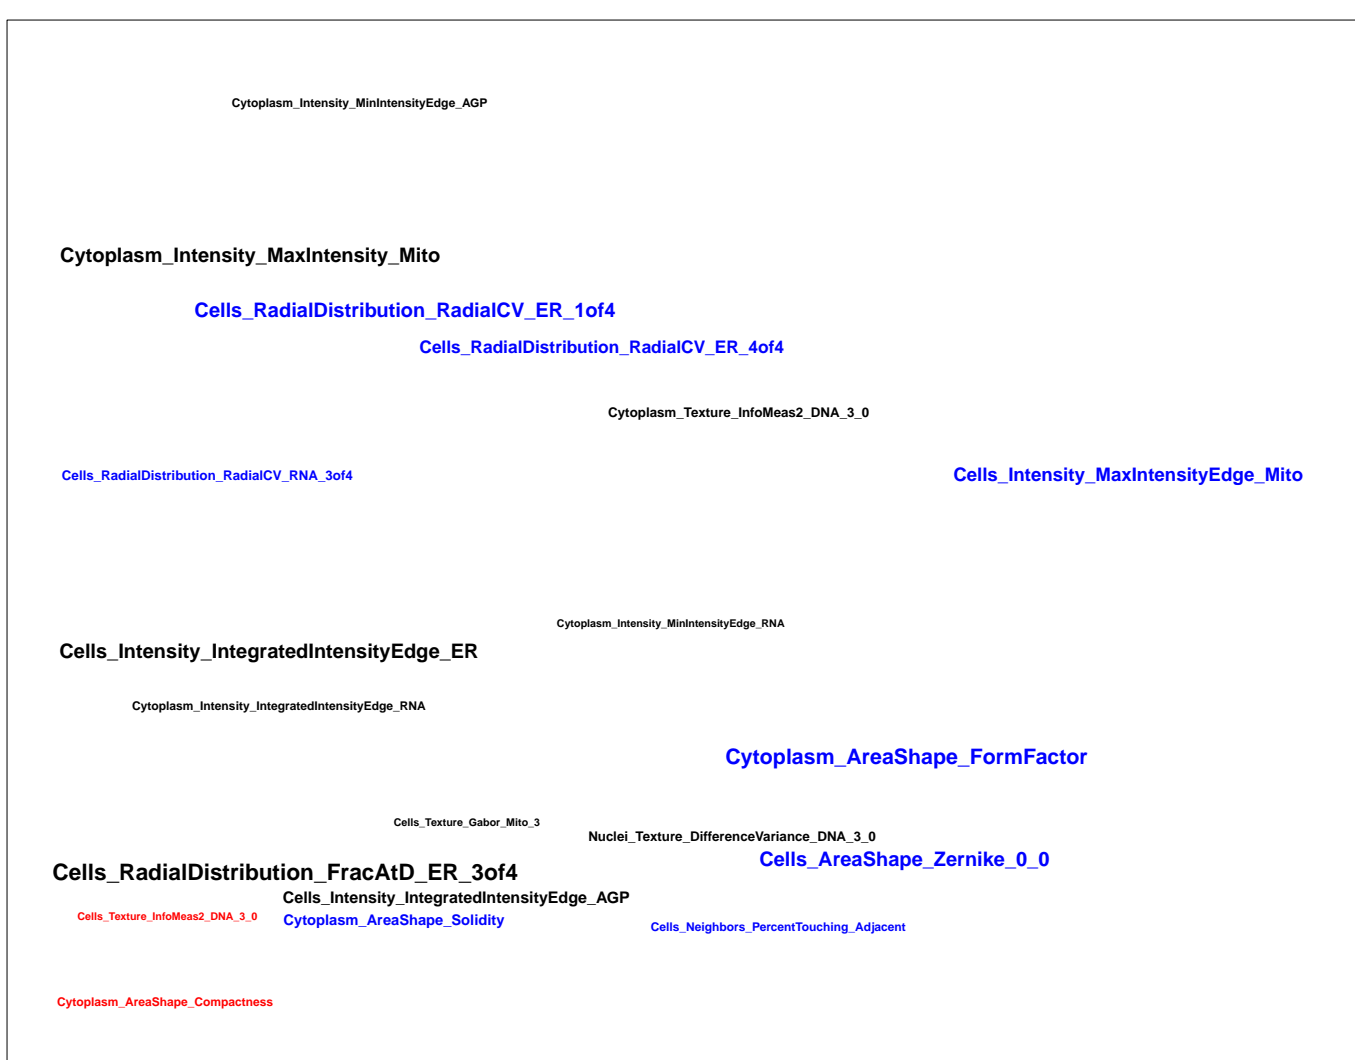 Cytoplasm_Intensity_MinIntensityEdge_AGP
Cytoplasm_Intensity_MaxIntensity_Mito
Cells_RadialDistribution_RadialCV_ER_1of4
Cells_RadialDistribution_RadialCV_ER_4of4
Cytoplasm_Texture_InfoMeas2_DNA_3_0
Cells_RadialDistribution_RadialCV_RNA_3of4
Cells_Intensity_MaxIntensityEdge_Mito
Cytoplasm_Intensity_MinIntensityEdge_RNA
Cells_Intensity_IntegratedIntensityEdge_ER
Cytoplasm_Intensity_IntegratedIntensityEdge_RNA
Cytoplasm_AreaShape_FormFactor
Cells_Texture_Gabor_Mito_3
Nuclei_Texture_DifferenceVariance_DNA_3_0
Cells_AreaShape_Zernike_0_0
Cells_RadialDistribution_FracAtD_ER_3of4
Cells_Intensity_IntegratedIntensityEdge_AGP
Cells_Texture_InfoMeas2_DNA_3_0
Cytoplasm_AreaShape_Solidity
Cells_Neighbors_PercentTouching_Adjacent
Cytoplasm_AreaShape_Compactness